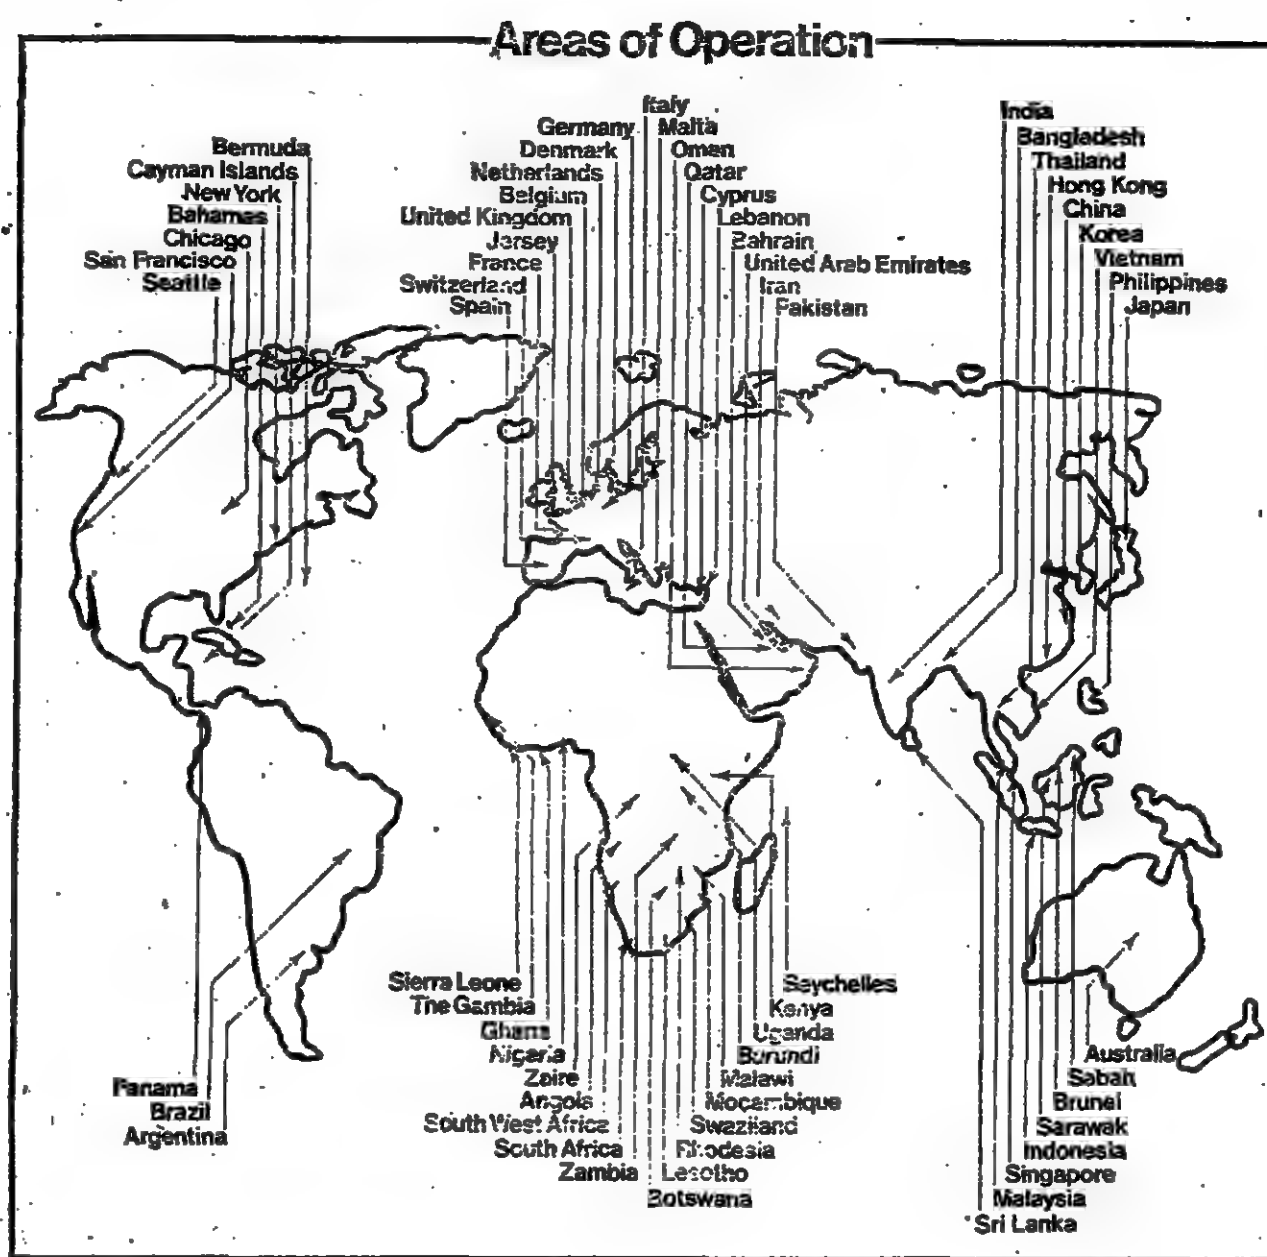 Areas of Operation
Bermuda
Cayman Islands
New York
Bahamas
Chicago
San Francisco
Seattle
Italy
Germany
Malta
Denmark
Oman
Netherlands
Qatar
Belgium
Cyprus
United Kingdom
Lebanon
Jersey
Bahrain
France
United Arab Emirates
Switzerland
Iran
Spain
Pakistan
India
Bangladesh
Thailand
Hong Kong
China
Korea
Vietnam
Philippines
Japan
Panama
Brazil
Argentina
Sierra Leone
The Gambia
Ghana
Nigeria
Zaire
Angola
South West Africa
South Africa
Zambia
Botswana
Seychelles
Kenya
Uganda
Burundi
Malawi
Moçambique
Swaziland
Rhodesia
Lesotho
Australia
Sabah
Brunei
Sarawak
Indonesia
Singapore
Malaysia
Sri Lanka